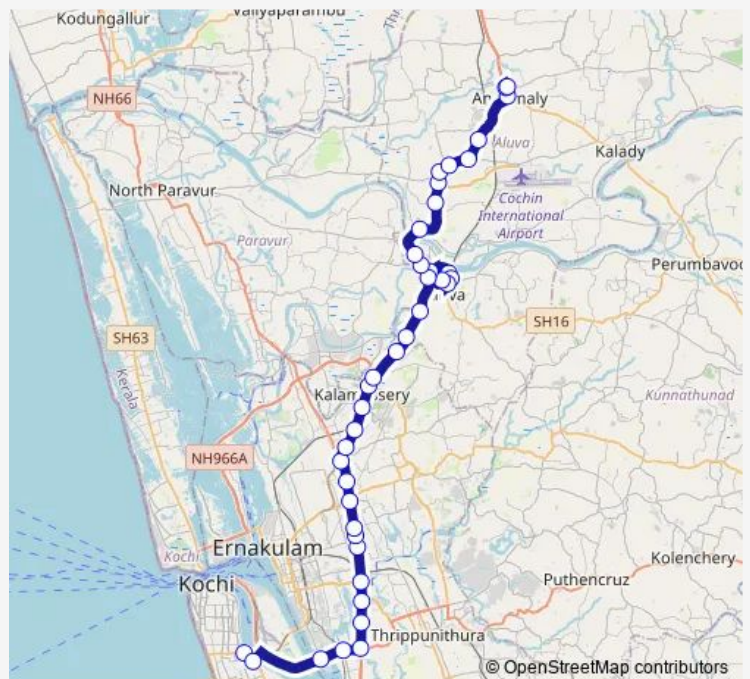 Kodungallur
NH66
Aluva
Kalady
North Paravur
Cochin
International
Airport
Paravur
Perumbavoo
SH16
SH63
Kerala
Kunnathunad
NH966A
Kochi
Ernakulam
Kolenchery
Kochi
Puthencruz
Thrippunithura
© OpenStreetMap contributors